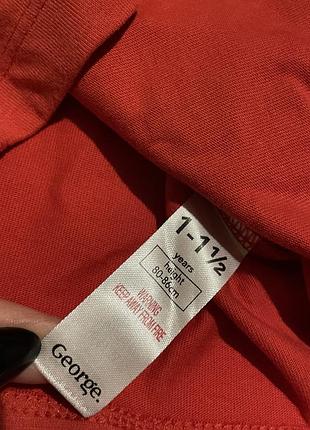 1-1½
years
height
80-86cm
WARNING
KEEP AWAY FROM FIRE
George.